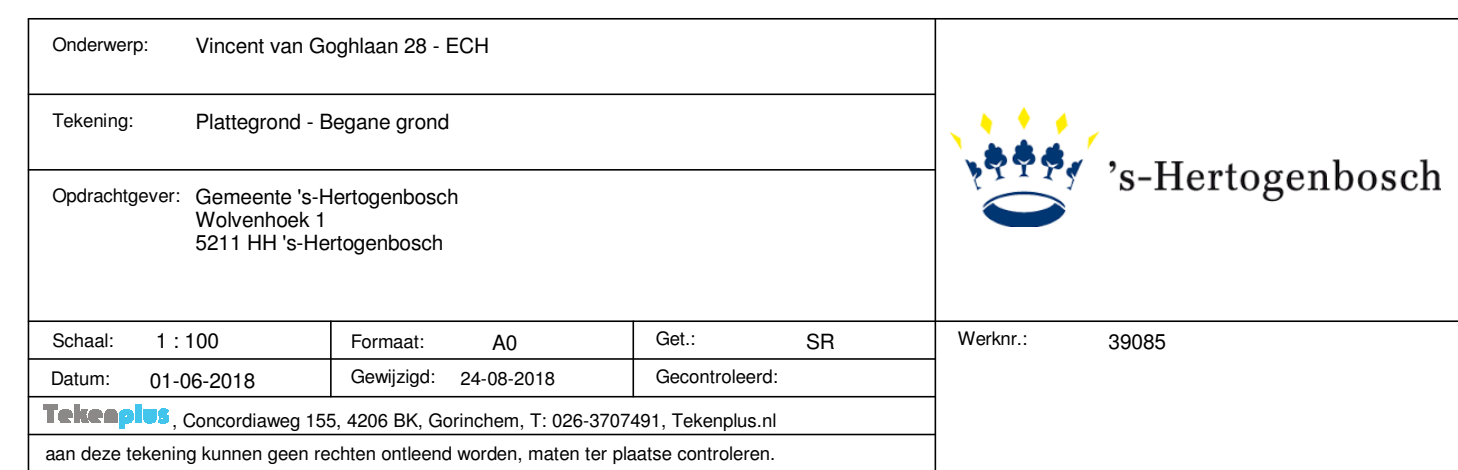 Onderwerp: Vincent van Goghlaan 28 - ECH
Tekening: Plattegrond - Begane grond
Opdrachtgever: Gemeente 's-Hertogenbosch
Wolvenhoek 1
5211 HH 's-Hertogenbosch
's-Hertogenbosch
Schaal: 1 : 100 Formaat: A0 Get.: SR Werknr.: 39085
Datum: 01-06-2018 Gewijzigd: 24-08-2018 Gecontroleerd:
Tekenplus, Concordiaweg 155, 4206 BK, Gorinchem, T: 026-3707491, Tekenplus.nl
aan deze tekening kunnen geen rechten ontleend worden, maten ter plaatse controleren.